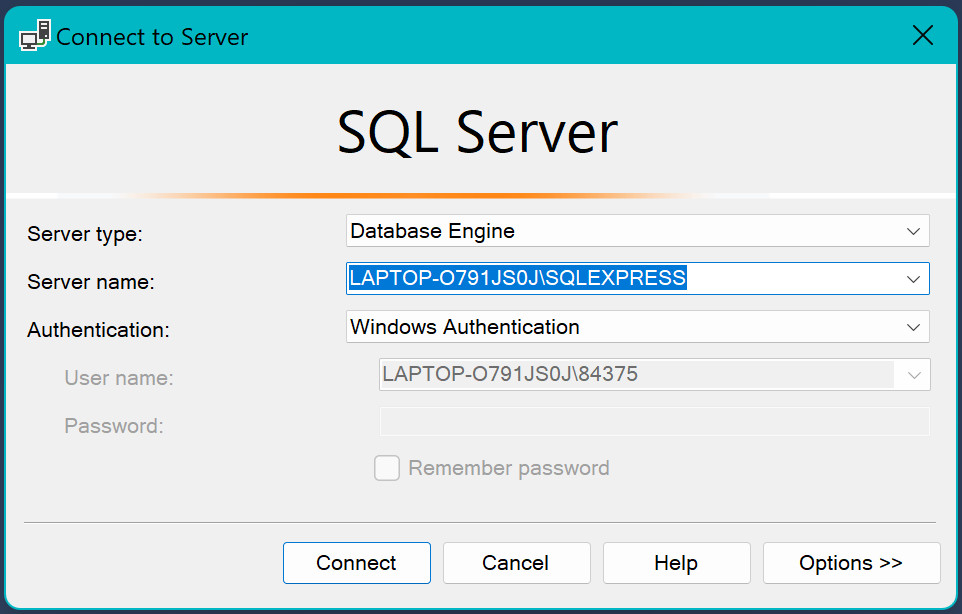 Connect to Server
SQL Server
Server type: Database Engine
Server name: LAPTOP-O791JS0J\SQLEXPRESS
Authentication: Windows Authentication
User name: LAPTOP-O791JS0J\84375
Password:
Remember password
Connect Cancel Help Options >>